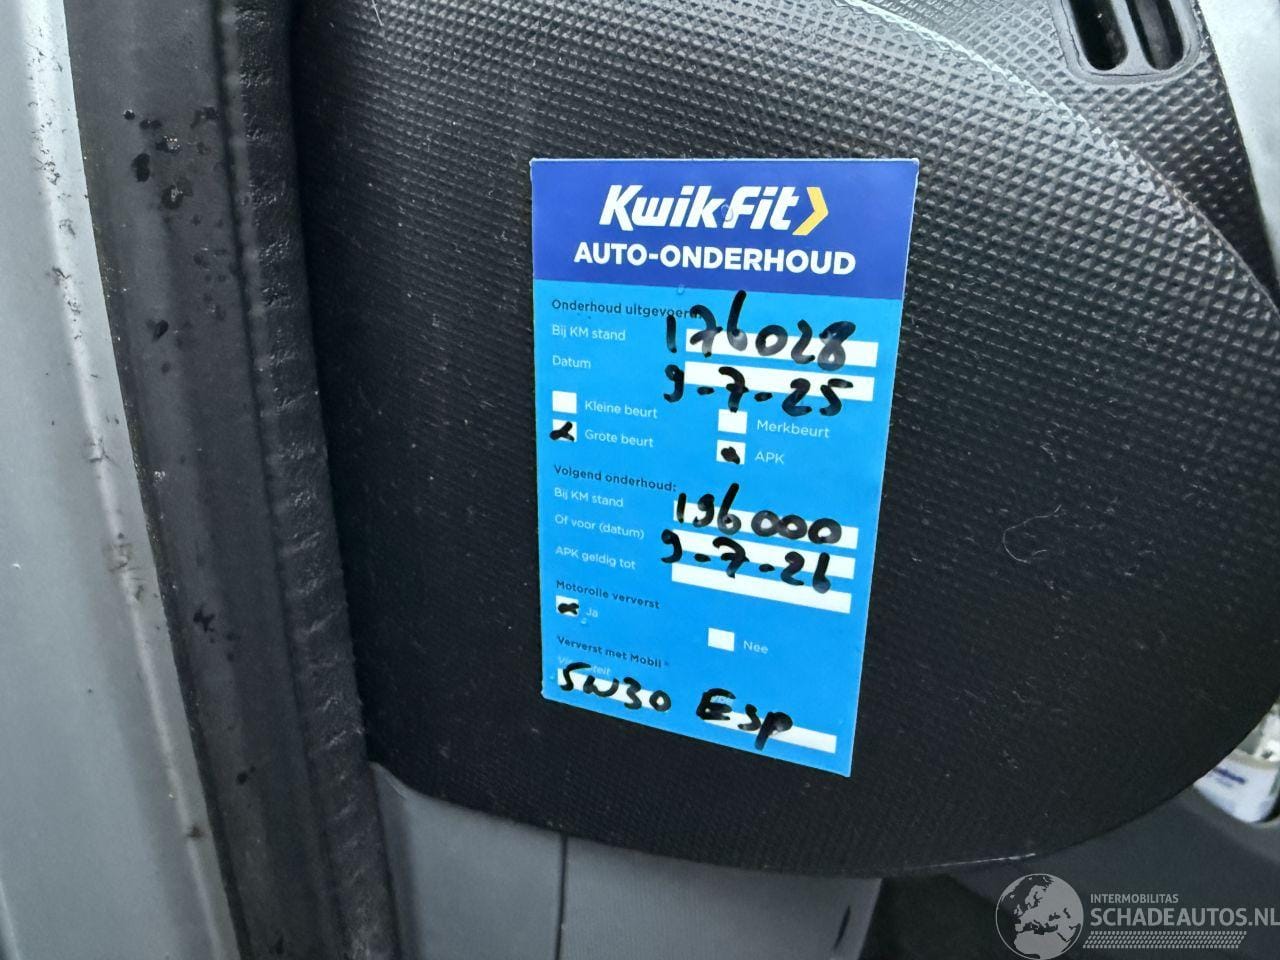 KwikFit
AUTO-ONDERHOUD
Onderhoud uitgevoerd:
Bij KM stand 176028
Datum 9-7-25
Kleine beurt Merkbeurt
Grote beurt APK
Volgend onderhoud:
Bij KM stand 196000
Of voor (datum) 9-7-26
APK geldig tot
Motorolie ververst
Ja Nee
Ververst met Mobil
Viscositeit
5W30 Esp
INTERMOBILITAS
SCHADEAUTOS.NL